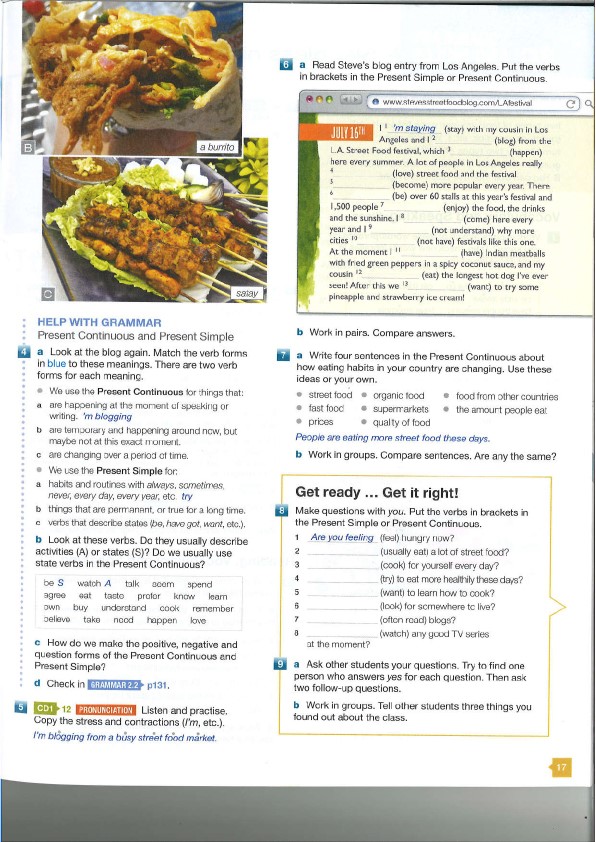 B
a burrito
C
satay
HELP WITH GRAMMAR
Present Continuous and Present Simple
4 a Look at the blog again. Match the verb forms
in blue to these meanings. There are two verb
forms for each meaning.
• We use the Present Continuous for things that:
a are happening at the moment of speaking or
writing. 'm blogging
b are temporary and happening around now, but
maybe not at this exact moment.
c are changing over a period of time.
• We use the Present Simple for:
a habits and routines with always, sometimes,
never, every day, every year, etc. try
b things that are permanent, or true for a long time.
c verbs that describe states (be, have got, want, etc.).
b Look at these verbs. Do they usually describe
activities (A) or states (S)? Do we usually use
state verbs in the Present Continuous?
be S watch A talk seem spend
agree eat taste prefer know learn
own buy understand cook remember
believe take need happen love
c How do we make the positive, negative and
question forms of the Present Continuous and
Present Simple?
d Check in GRAMMAR 2.2 p131.
5 CD1 12 PRONUNCIATION Listen and practise.
Copy the stress and contractions (I'm, etc.).
I'm blogging from a busy street food market.
6 a Read Steve's blog entry from Los Angeles. Put the verbs
in brackets in the Present Simple or Present Continuous.
www.stevesstreetfoodblog.com/LAfestival
JULY 16TH I 1 'm staying (stay) with my cousin in Los
Angeles and I 2 ________ (blog) from the
L.A. Street Food festival, which 3 ________ (happen)
here every summer. A lot of people in Los Angeles really
4 ________ (love) street food and the festival
5 ________ (become) more popular every year. There
6 ________ (be) over 60 stalls at this year's festival and
1,500 people 7 ________ (enjoy) the food, the drinks
and the sunshine. I 8 ________ (come) here every
year and I 9 ________ (not understand) why more
cities 10 ________ (not have) festivals like this one.
At the moment I 11 ________ (have) Indian meatballs
with fried green peppers in a spicy coconut sauce, and my
cousin 12 ________ (eat) the longest hot dog I've ever
seen! After this we 13 ________ (want) to try some
pineapple and strawberry ice cream!
b Work in pairs. Compare answers.
7 a Write four sentences in the Present Continuous about
how eating habits in your country are changing. Use these
ideas or your own.
• street food • organic food • food from other countries
• fast food • supermarkets • the amount people eat
• prices • quality of food
People are eating more street food these days.
b Work in groups. Compare sentences. Are any the same?
Get ready ... Get it right!
8 Make questions with you. Put the verbs in brackets in
the Present Simple or Present Continuous.
1 Are you feeling (feel) hungry now?
2 ________ (usually eat) a lot of street food?
3 ________ (cook) for yourself every day?
4 ________ (try) to eat more healthily these days?
5 ________ (want) to learn how to cook?
6 ________ (look) for somewhere to live?
7 ________ (often read) blogs?
8 ________ (watch) any good TV series
at the moment?
9 a Ask other students your questions. Try to find one
person who answers yes for each question. Then ask
two follow-up questions.
b Work in groups. Tell other students three things you
found out about the class.
17